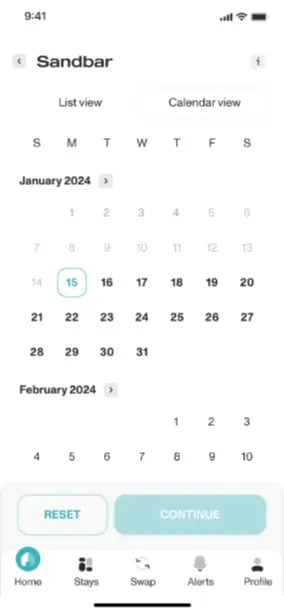 9:41
Sandbar
List view Calendar view
S M T W T F S
January 2024
1 2 3 4 5 6
7 8 9 10 11 12 13
14 15 16 17 18 19 20
21 22 23 24 25 26 27
28 29 30 31
February 2024
1 2 3
4 5 6 7 8 9 10
RESET CONTINUE
Home Stays Swap Alerts Profile